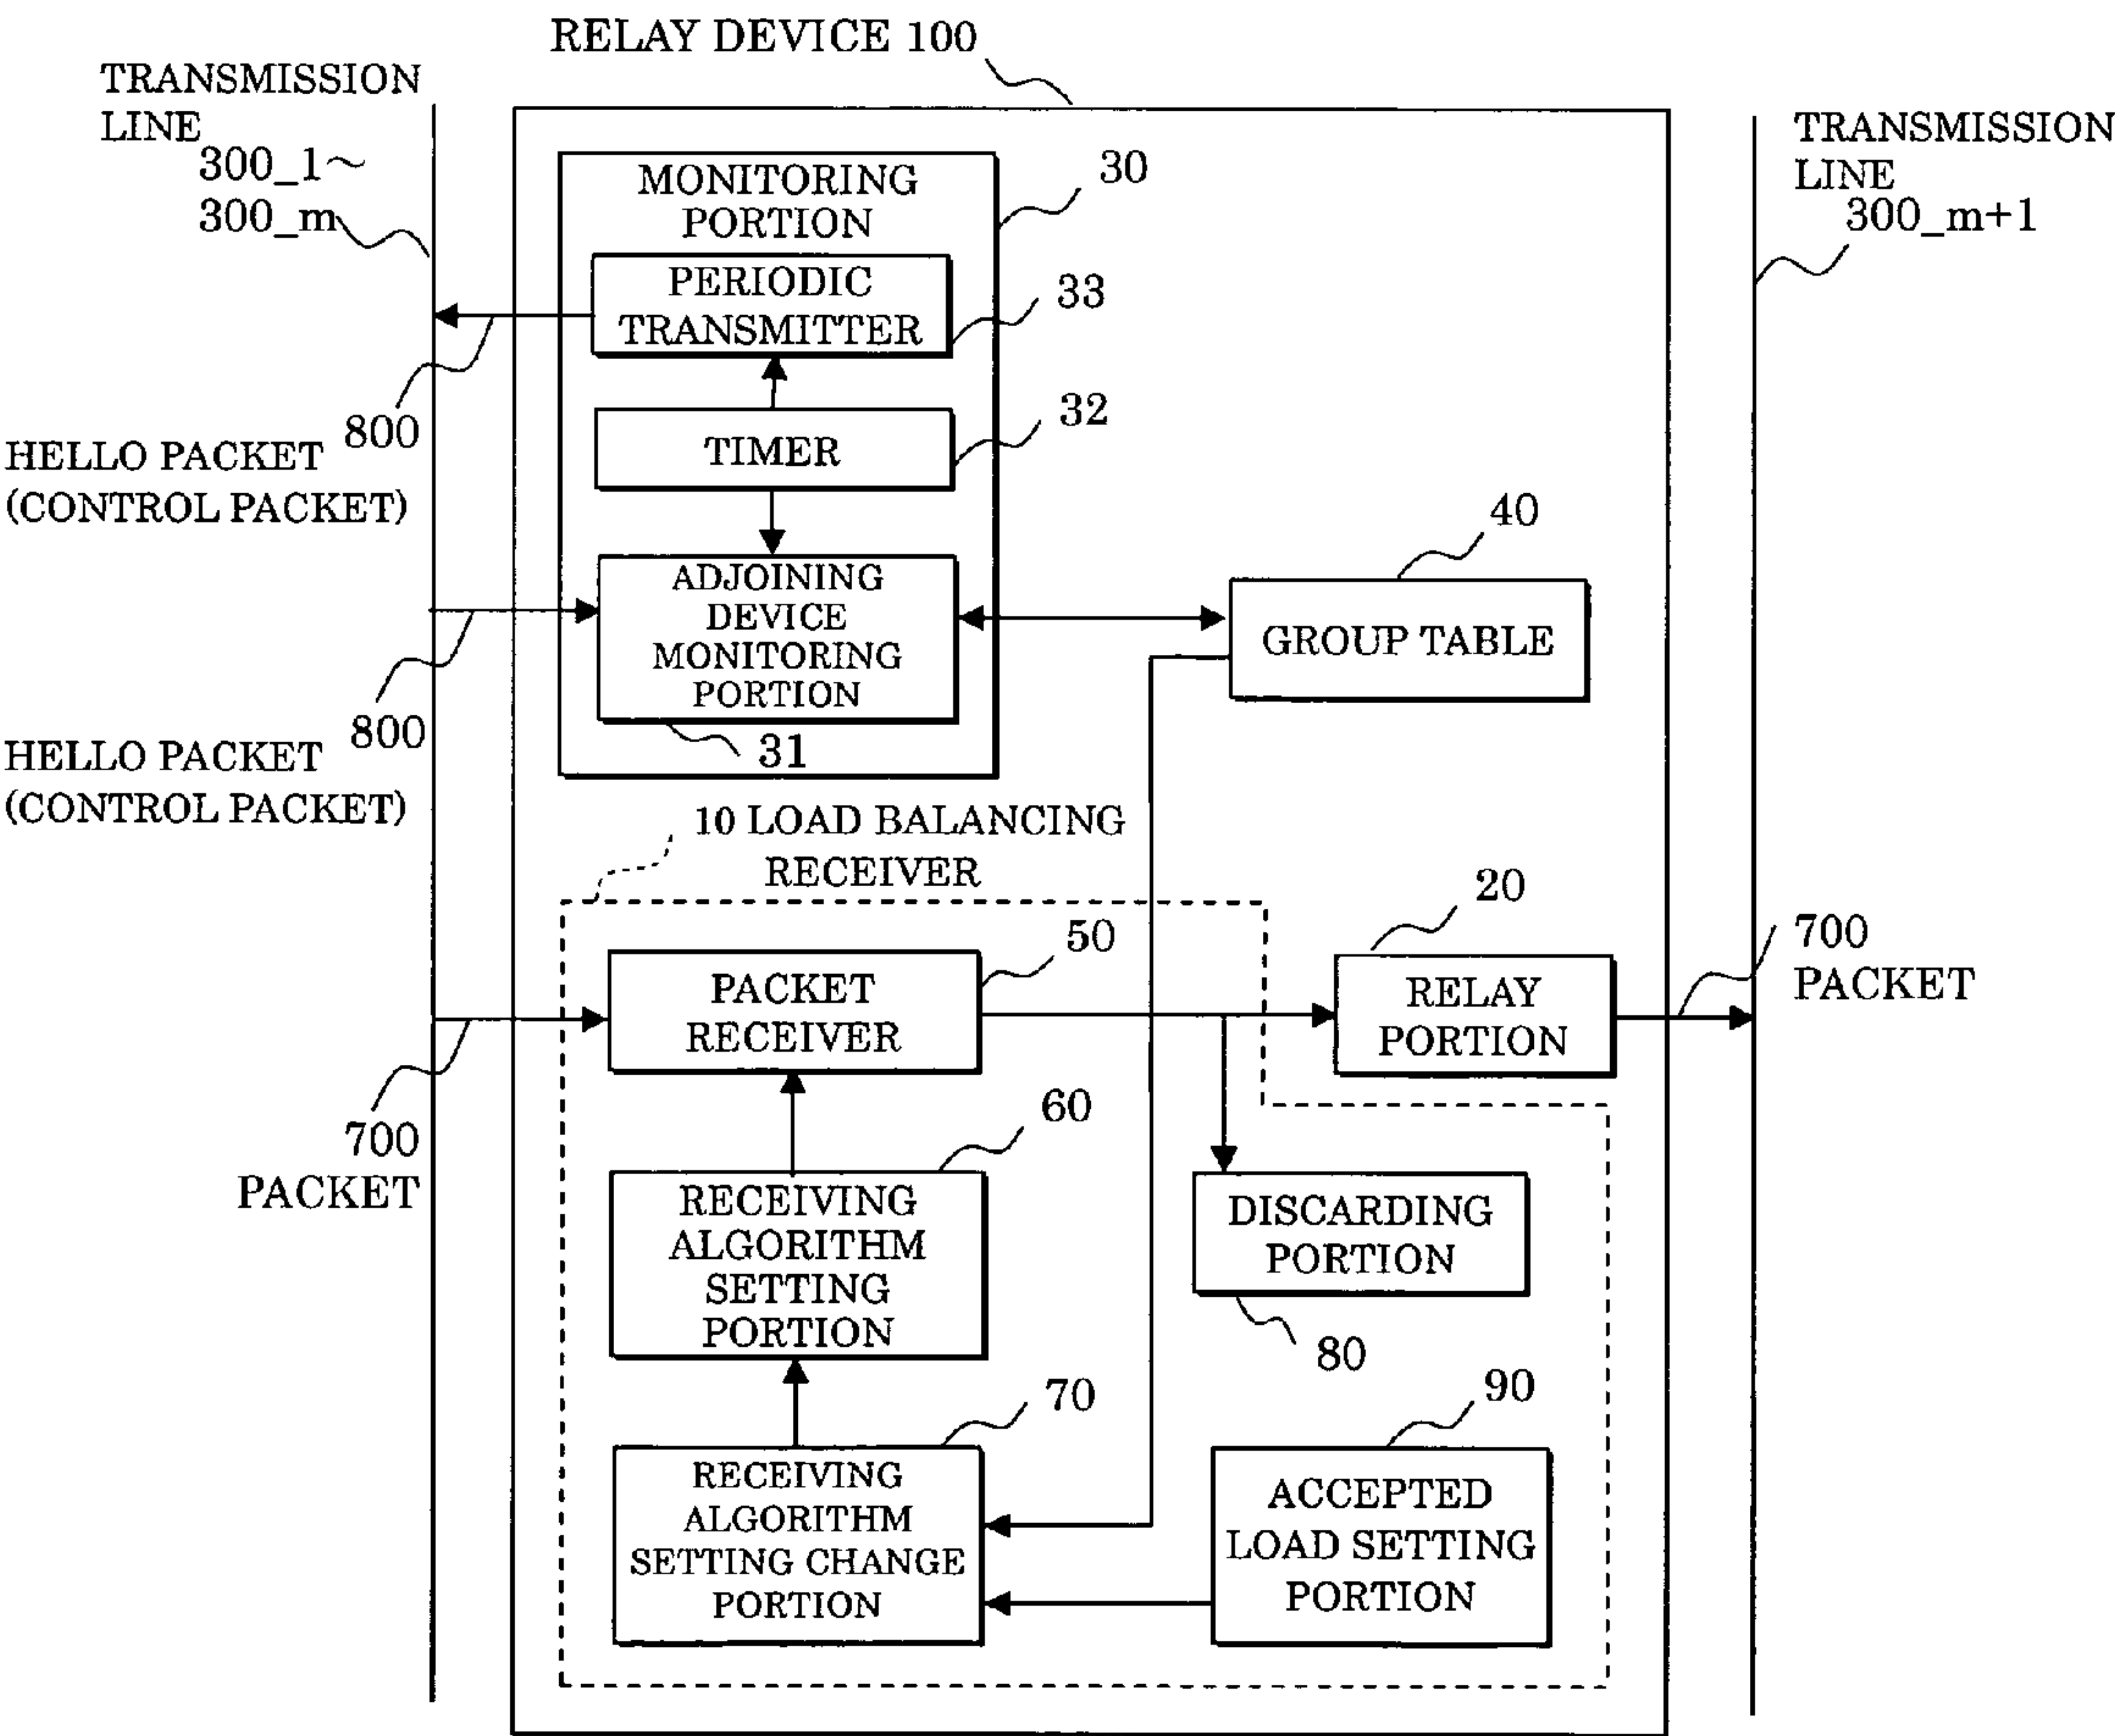 RELAY DEVICE 100
TRANSMISSION
LINE
300_1~
300_m
TRANSMISSION
LINE
300_m+1
MONITORING
PORTION
30
PERIODIC
TRANSMITTER
33
800
HELLO PACKET
(CONTROL PACKET)
TIMER
32
ADJOINING
DEVICE
MONITORING
PORTION
31
800
HELLO PACKET
(CONTROL PACKET)
40
GROUP TABLE
10 LOAD BALANCING
RECEIVER
50
PACKET
RECEIVER
20
RELAY
PORTION
700
PACKET
700
PACKET
60
RECEIVING
ALGORITHM
SETTING
PORTION
DISCARDING
PORTION
80
70
RECEIVING
ALGORITHM
SETTING CHANGE
PORTION
90
ACCEPTED
LOAD SETTING
PORTION